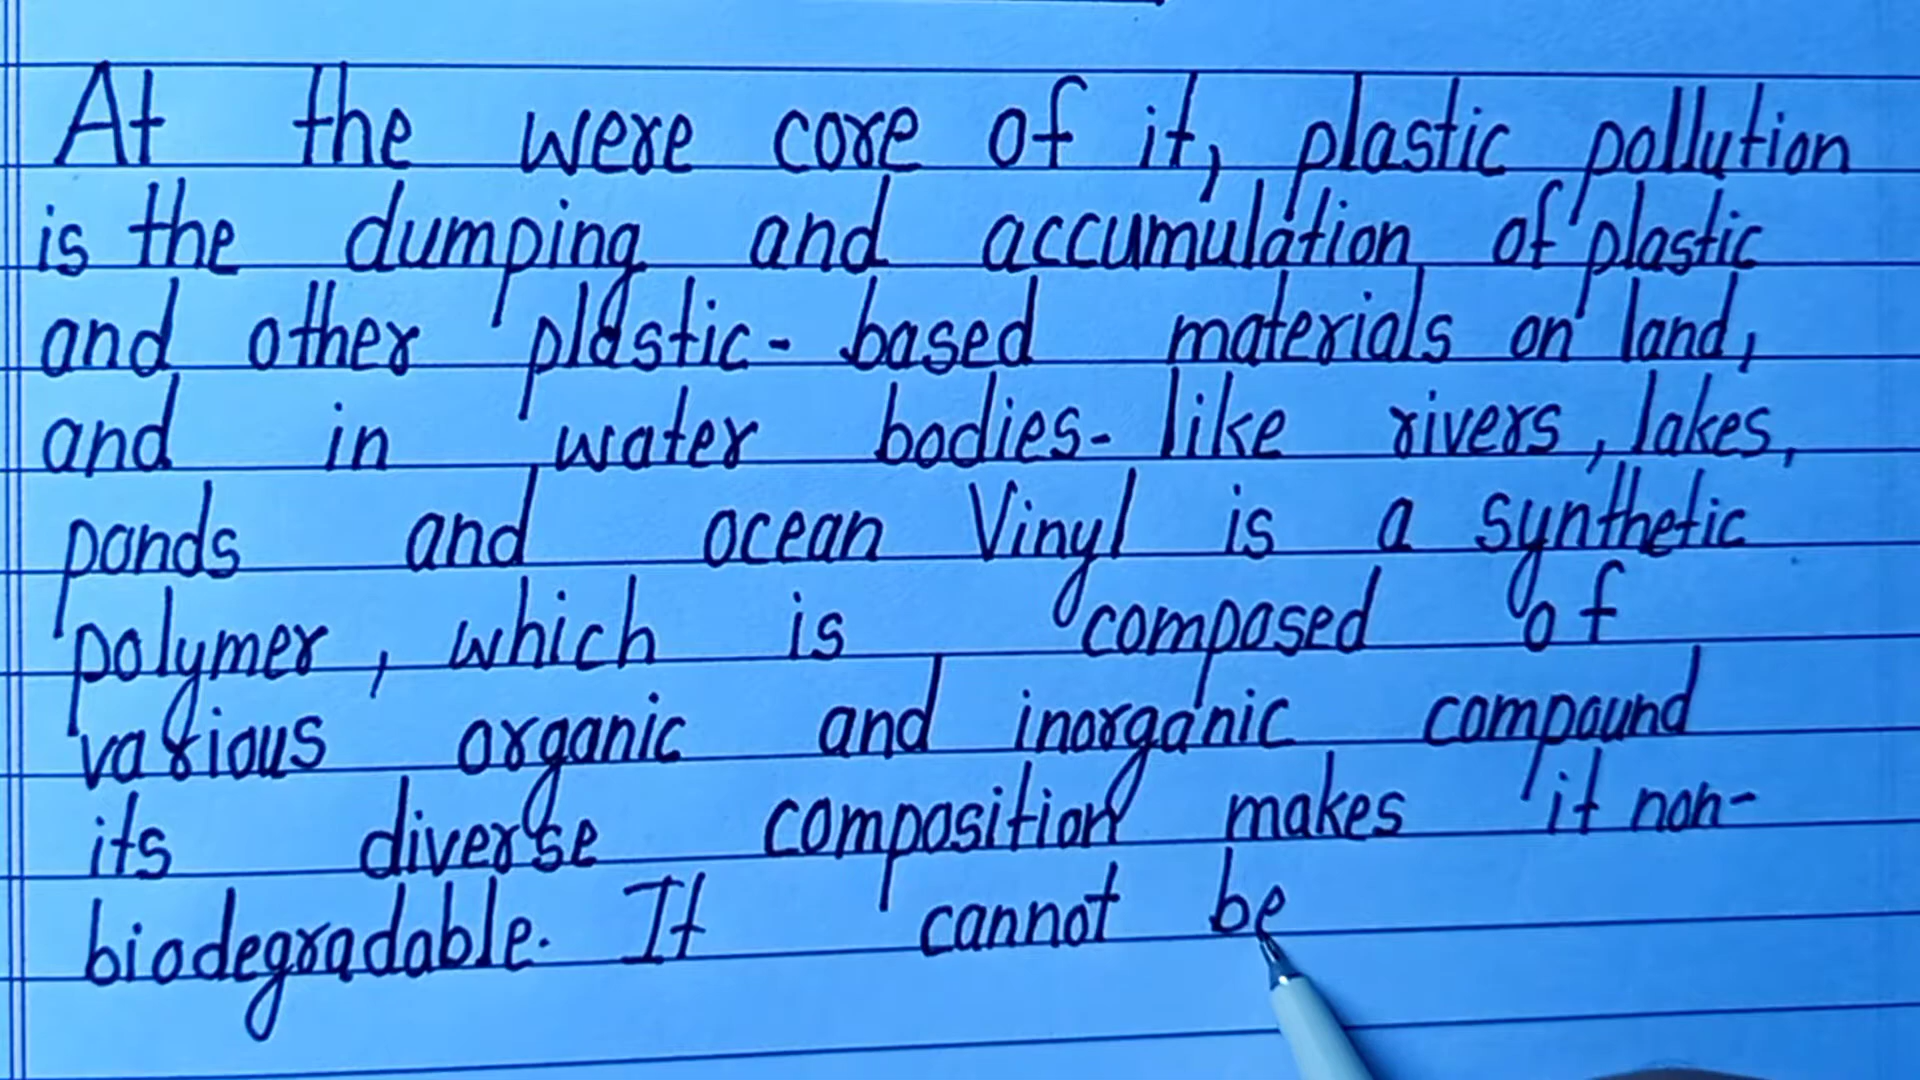 At the were core of it, plastic pollution
is the dumping and accumulation of plastic
and other plastic-based materials on land,
and in water bodies-like rivers, lakes,
ponds and ocean Vinyl is a synthetic
polymer, which is composed of
various organic and inorganic compound
its diverse composition makes it non-
biodegradable. It cannot be